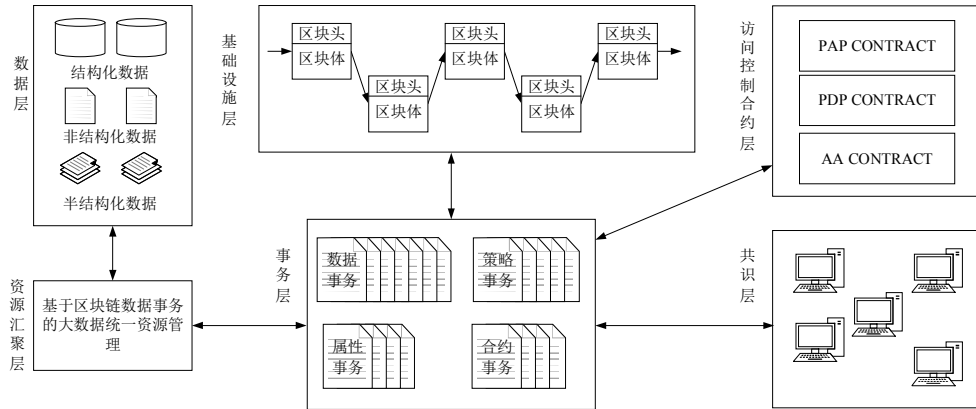 数据层
结构化数据
非结构化数据
半结构化数据
资源汇聚层
基于区块链数据事务
的大数据统一资源管
理
基础设施层
区块头
区块体
区块头
区块体
区块头
区块体
区块头
区块体
区块头
区块体
事务层
数据
事务
策略
事务
属性
事务
合约
事务
访问控制合约层
PAP CONTRACT
PDP CONTRACT
AA CONTRACT
共识层